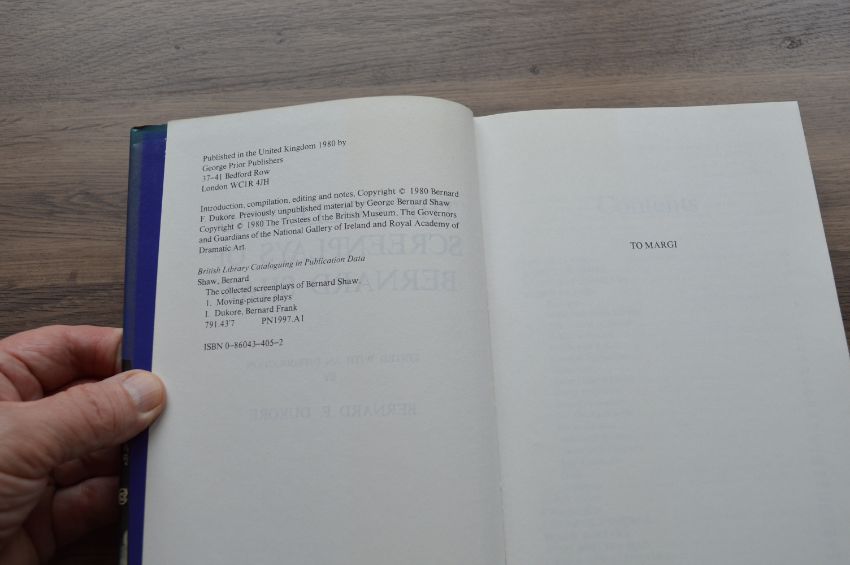 Published in the United Kingdom 1980 by
George Prior Publishers
37–41 Bedford Row
London WC1R 4JH
Introduction, compilation, editing and notes, Copyright © 1980 Bernard
F. Dukore. Previously unpublished material by George Bernard Shaw
Copyright © 1980 The Trustees of the British Museum, The Governors
and Guardians of the National Gallery of Ireland and Royal Academy of
Dramatic Art.
British Library Cataloguing in Publication Data
Shaw, Bernard
The collected screenplays of Bernard Shaw.
1. Moving-picture plays
I. Dukore, Bernard Frank
791.43'7 PN1997.A1
ISBN 0–86043–405–2
Contents
TO MARGI